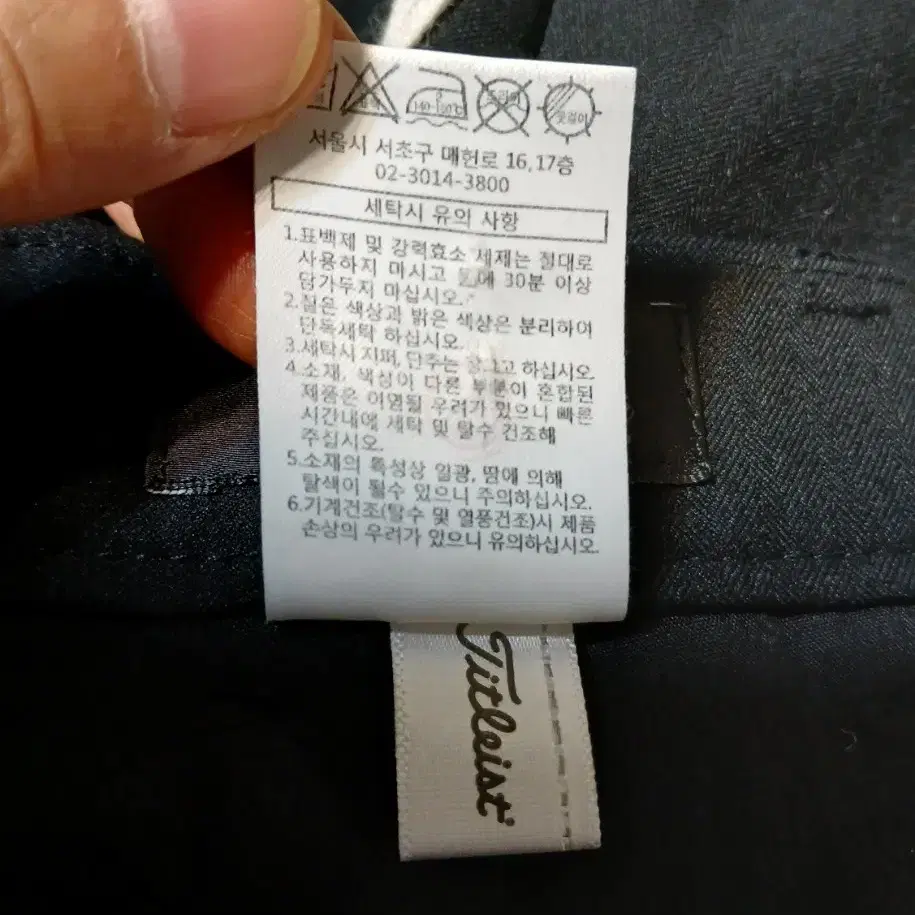 140-160℃
드라이
옷걸이
서울시 서초구 매헌로 16,17층
02-3014-3800
세탁시 유의 사항
1.표백제 및 강력효소 세제는 절대로
사용하지 마시고 물에 30분 이상
담가두지 마십시오.
2.짙은 색상과 밝은 색상은 분리하여
단독세탁 하십시오.
3.세탁시 지퍼, 단추는 잠그고 하십시오.
4.소재, 색상이 다른 부분이 혼합된
제품은 이염될 우려가 있으니 빠른
시간내에 세탁 및 탈수 건조해
주십시오.
5.소재의 특성상 일광, 땀에 의해
탈색이 될수 있으니 주의하십시오.
6.기계건조(탈수 및 열풍건조)시 제품
손상의 우려가 있으니 유의하십시오.
Titleist